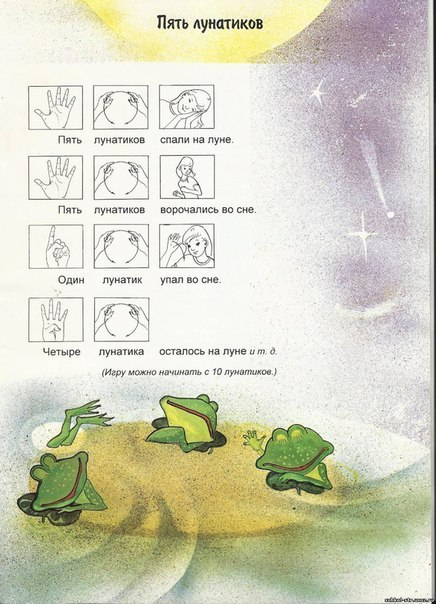 Пять лунатиков
Пять лунатиков спали на луне.
Пять лунатиков ворочались во сне.
Один лунатик упал во сне.
Четыре лунатика осталось на луне и т. д.
(Игру можно начинать с 10 лунатиков.)